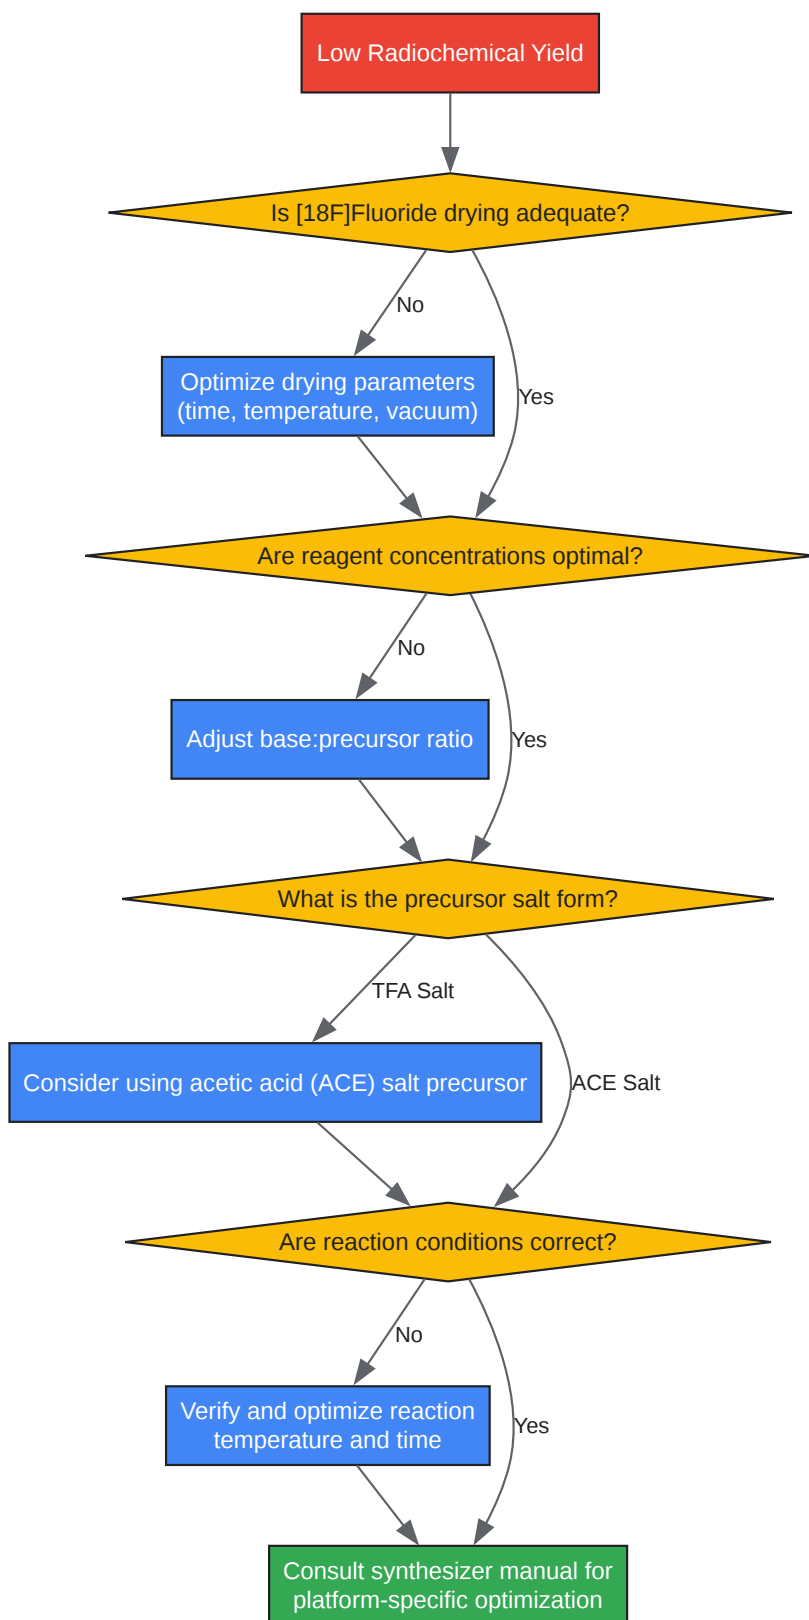 Low Radiochemical Yield
Is [18F]Fluoride drying adequate?
No
Optimize drying parameters
(time, temperature, vacuum)
Yes
Are reagent concentrations optimal?
No
Adjust base:precursor ratio
Yes
What is the precursor salt form?
TFA Salt
Consider using acetic acid (ACE) salt precursor
ACE Salt
Are reaction conditions correct?
No
Verify and optimize reaction
temperature and time
Yes
Consult synthesizer manual for
platform-specific optimization